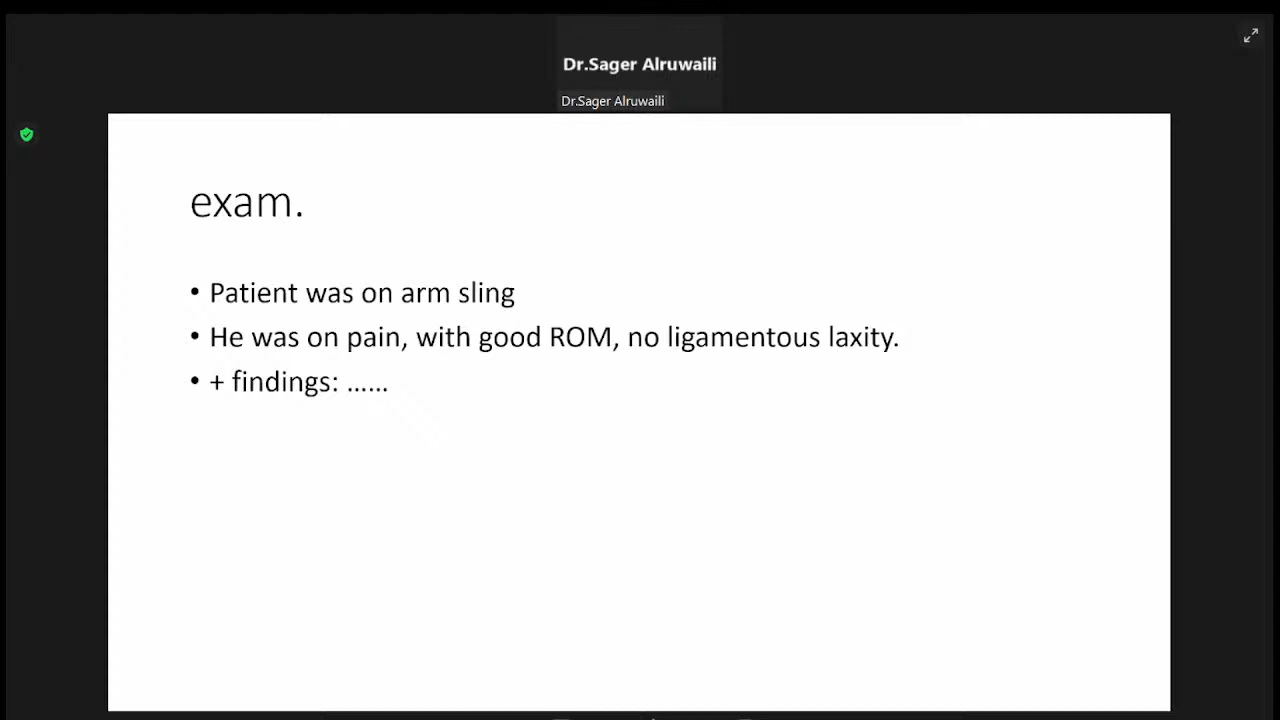 Dr.Sager Alruwaili
Dr.Sager Alruwaili
exam.
• Patient was on arm sling
• He was on pain, with good ROM, no ligamentous laxity.
• + findings: ......